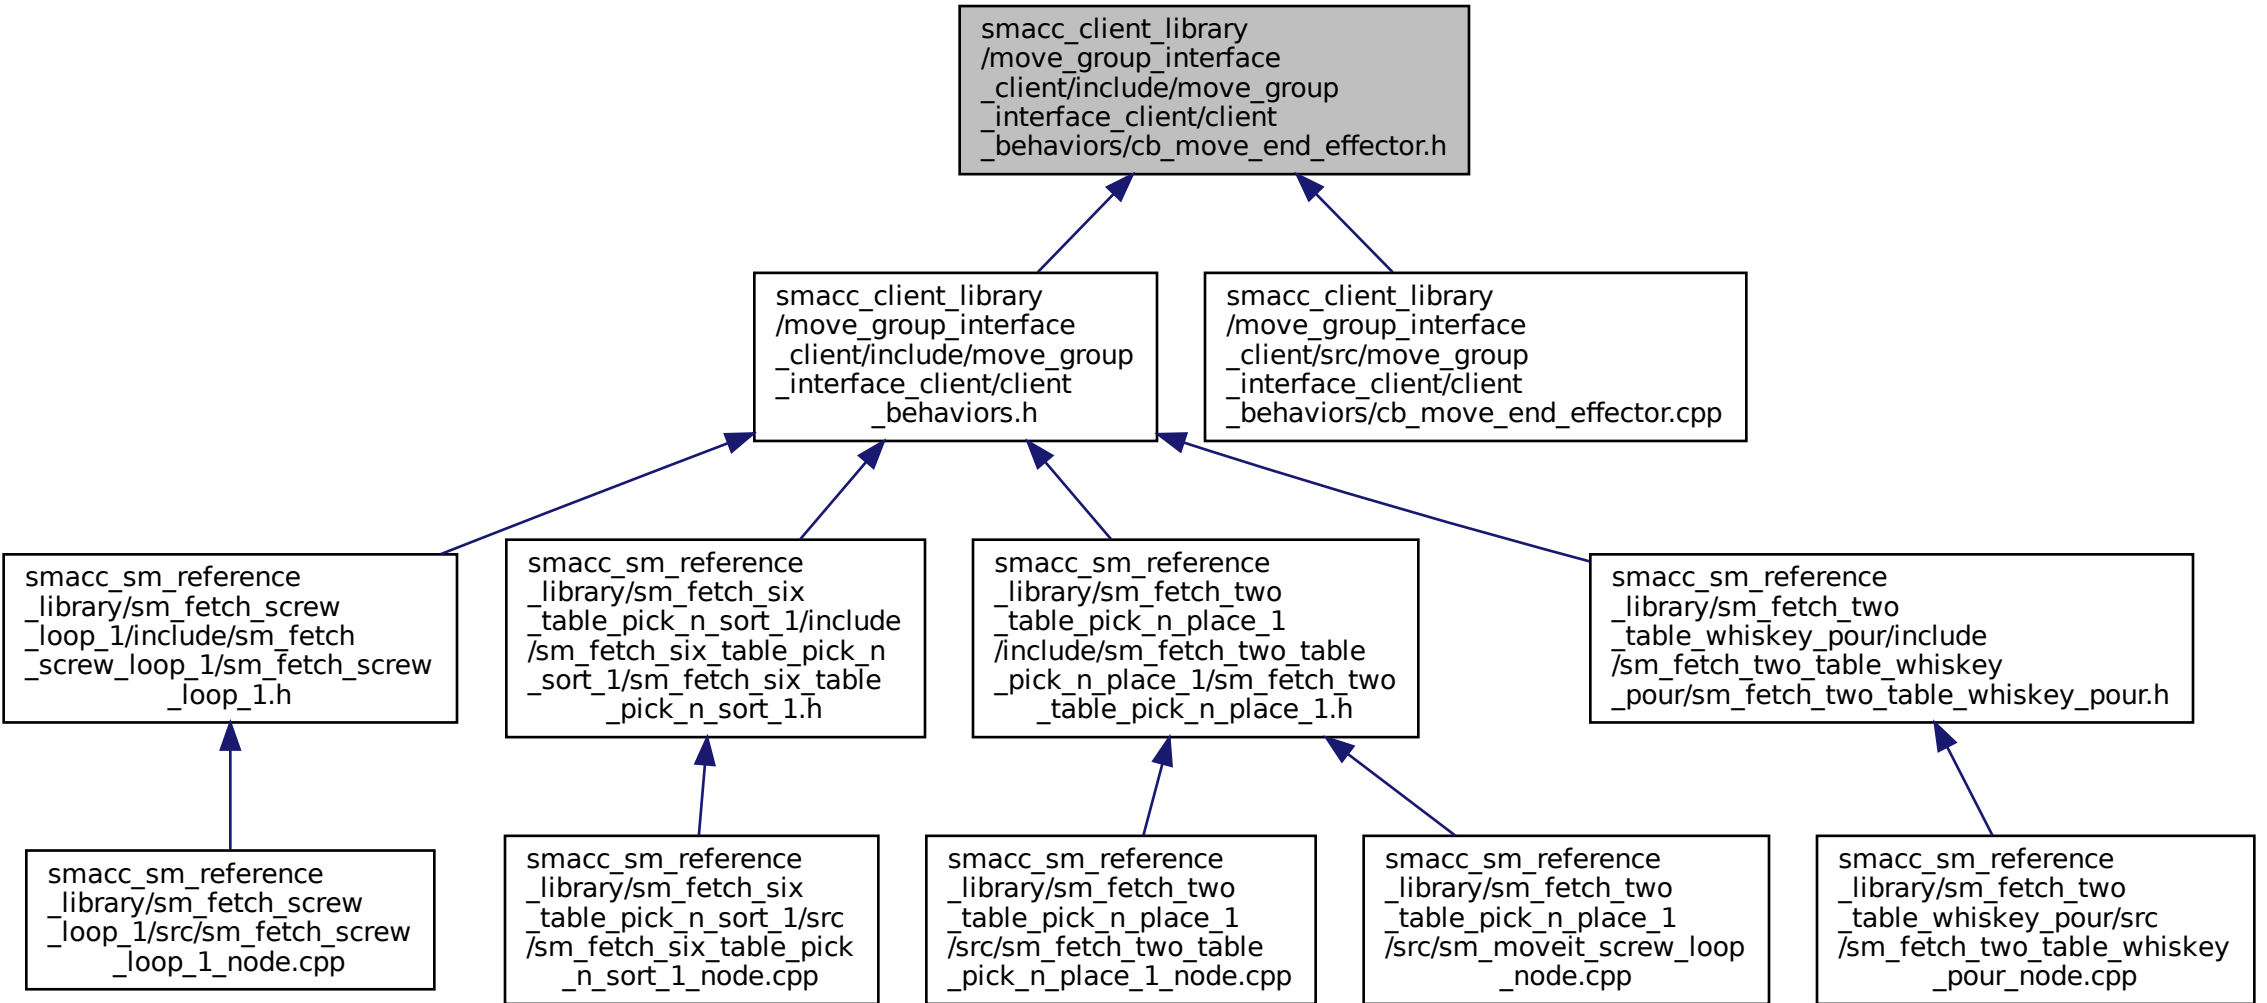 smacc_client_library
/move_group_interface
_client/include/move_group
_interface_client/client
_behaviors/cb_move_end_effector.h
smacc_client_library
/move_group_interface
_client/include/move_group
_interface_client/client
_behaviors.h
smacc_client_library
/move_group_interface
_client/src/move_group
_interface_client/client
_behaviors/cb_move_end_effector.cpp
smacc_sm_reference
_library/sm_fetch_screw
_loop_1/include/sm_fetch
_screw_loop_1/sm_fetch_screw
_loop_1.h
smacc_sm_reference
_library/sm_fetch_six
_table_pick_n_sort_1/include
/sm_fetch_six_table_pick_n
_sort_1/sm_fetch_six_table
_pick_n_sort_1.h
smacc_sm_reference
_library/sm_fetch_two
_table_pick_n_place_1
/include/sm_fetch_two_table
_pick_n_place_1/sm_fetch_two
_table_pick_n_place_1.h
smacc_sm_reference
_library/sm_fetch_two
_table_whiskey_pour/include
/sm_fetch_two_table_whiskey
_pour/sm_fetch_two_table_whiskey_pour.h
smacc_sm_reference
_library/sm_fetch_screw
_loop_1/src/sm_fetch_screw
_loop_1_node.cpp
smacc_sm_reference
_library/sm_fetch_six
_table_pick_n_sort_1/src
/sm_fetch_six_table_pick
_n_sort_1_node.cpp
smacc_sm_reference
_library/sm_fetch_two
_table_pick_n_place_1
/src/sm_fetch_two_table
_pick_n_place_1_node.cpp
smacc_sm_reference
_library/sm_fetch_two
_table_pick_n_place_1
/src/sm_moveit_screw_loop
_node.cpp
smacc_sm_reference
_library/sm_fetch_two
_table_whiskey_pour/src
/sm_fetch_two_table_whiskey
_pour_node.cpp